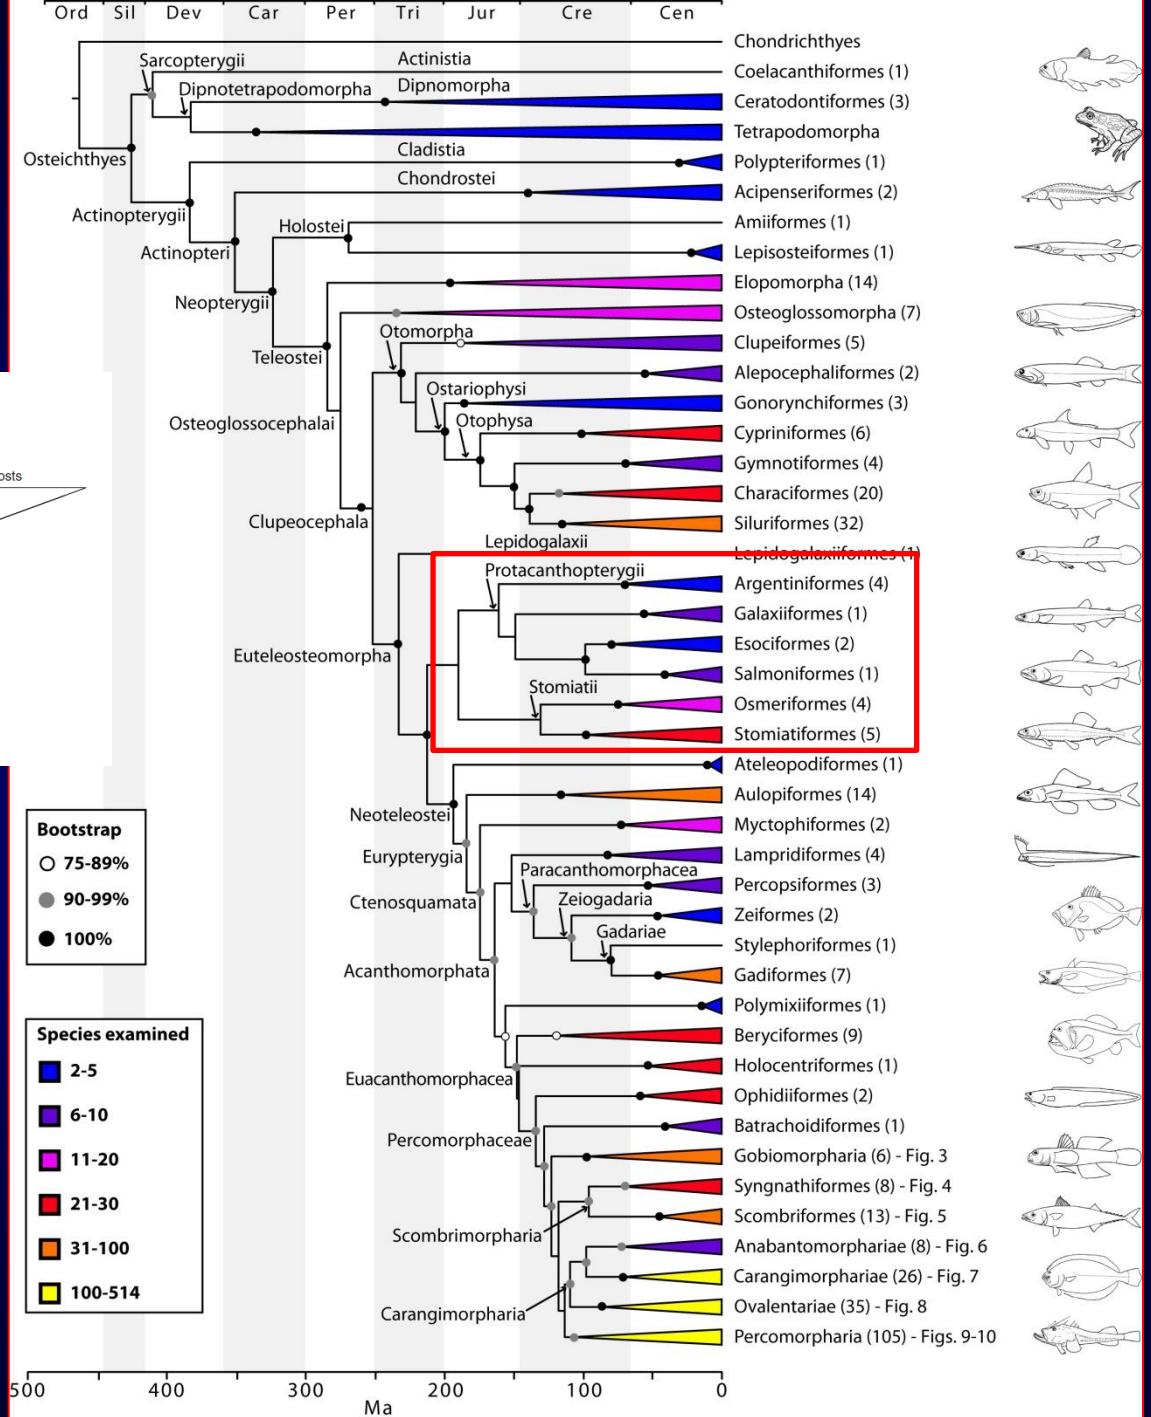 Ord Sil Dev Car Per Tri Jur Cre Cen
Chondrichthyes
Sarcopterygii
Actinistia
Coelacanthiformes (1)
Dipnotetrapodomorpha
Dipnomorpha
Ceratodontiformes (3)
Tetrapodomorpha
Osteichthyes
Cladistia
Polypteriformes (1)
Chondrostei
Acipenseriformes (2)
Actinopterygii
Holostei
Amiiformes (1)
Actinopteri
Lepisosteiformes (1)
Neopterygii
Elopomorpha (14)
Osteoglossomorpha (7)
Otomorpha
Clupeiformes (5)
Teleostei
Alepocephaliformes (2)
Ostariophysi
Gonorynchiformes (3)
Osteoglossocephalai
Otophysa
Cypriniformes (6)
Gymnotiformes (4)
osts
Characiformes (20)
Clupeocephala
Siluriformes (32)
Lepidogalaxii
Lepidogalaxiiformes (1)
Protacanthopterygii
Argentiniformes (4)
Galaxiiformes (1)
Esociformes (2)
Euteleosteomorpha
Salmoniformes (1)
Stomiatii
Osmeriformes (4)
Stomiatiformes (5)
Ateleopodiformes (1)
Aulopiformes (14)
Neoteleostei
Myctophiformes (2)
Eurypterygia
Lampridiformes (4)
Paracanthomorphacea
Percopsiformes (3)
Ctenosquamata
Zeiogadaria
Zeiformes (2)
Gadariae
Stylephoriformes (1)
Acanthomorphata
Gadiformes (7)
Polymixiiformes (1)
Beryciformes (9)
Holocentriformes (1)
Euacanthomorphacea
Ophidiiformes (2)
Batrachoidiformes (1)
Percomorphaceae
Gobiomorpharia (6) - Fig. 3
Syngnathiformes (8) - Fig. 4
Scombriformes (13) - Fig. 5
Scombrimorpharia
Anabantomorphariae (8) - Fig. 6
Carangimorphariae (26) - Fig. 7
Ovalentariae (35) - Fig. 8
Carangimorpharia
Percomorpharia (105) - Figs. 9-10
Bootstrap
75-89%
90-99%
100%
Species examined
2-5
6-10
11-20
21-30
31-100
100-514
500 400 300 200 100 0
Ma